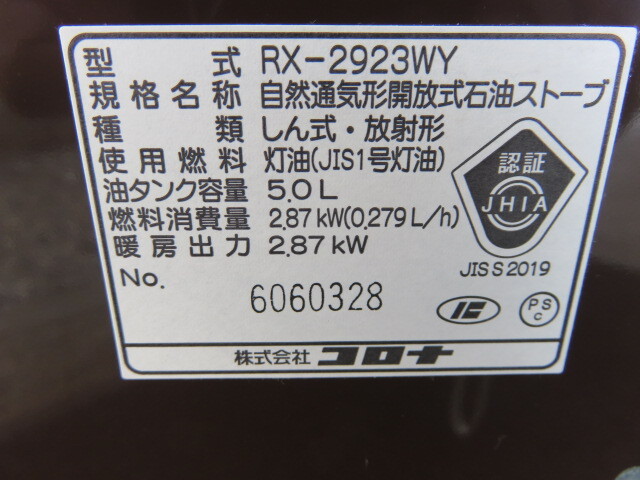 型式 RX-2923WY
規格名称 自然通気形開放式石油ストーブ
種類 しん式・放射形
使用燃料 灯油(JIS1号灯油)
油タンク容量 5.0L
燃料消費量 2.87kW(0.279L/h)
暖房出力 2.87kW
認証
JHIA
JIS S 2019
No. 6060328
PS
C
株式会社 コロナ